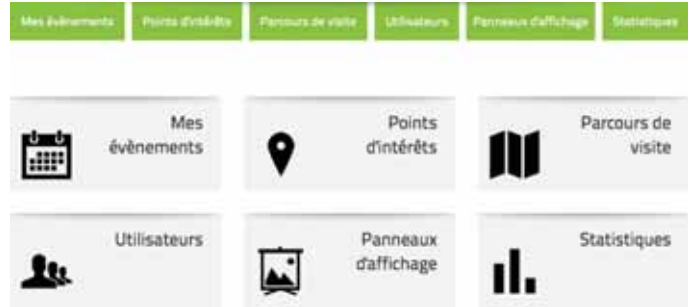 Mes évènements Points d'intérêts Parcours de visite Utilisateurs Panneaux d'affichage Statistiques
Mes
évènements
Points
d'intérêts
Parcours de
visite
Utilisateurs
Panneaux
d'affichage
Statistiques